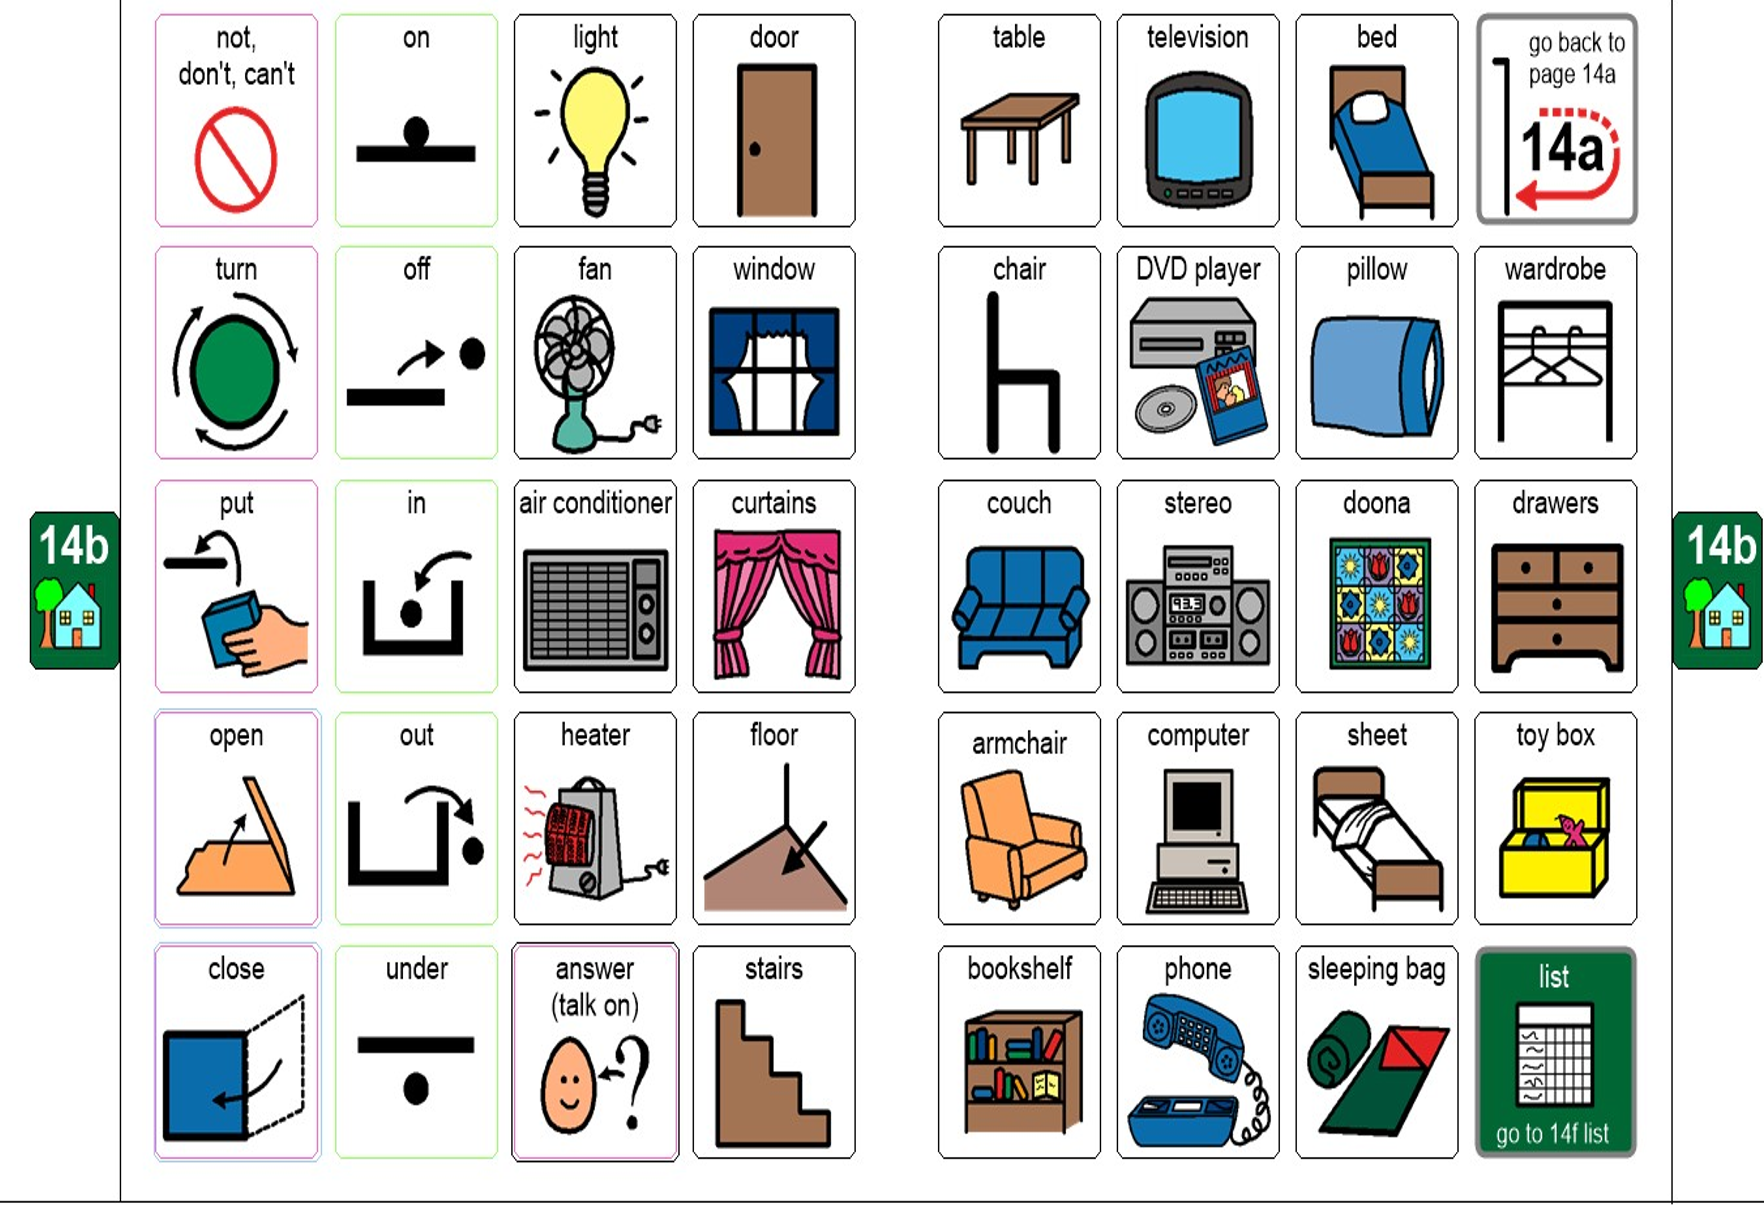 not,
don't, can't
on
light
door
table
television
bed
go back to
page 14a
14a
turn
off
fan
window
chair
DVD player
pillow
wardrobe
14b
put
in
air conditioner
curtains
couch
stereo
93.3
doona
drawers
14b
open
out
heater
floor
armchair
computer
sheet
toy box
close
under
answer
(talk on)
?
stairs
bookshelf
phone
sleeping bag
list
go to 14f list